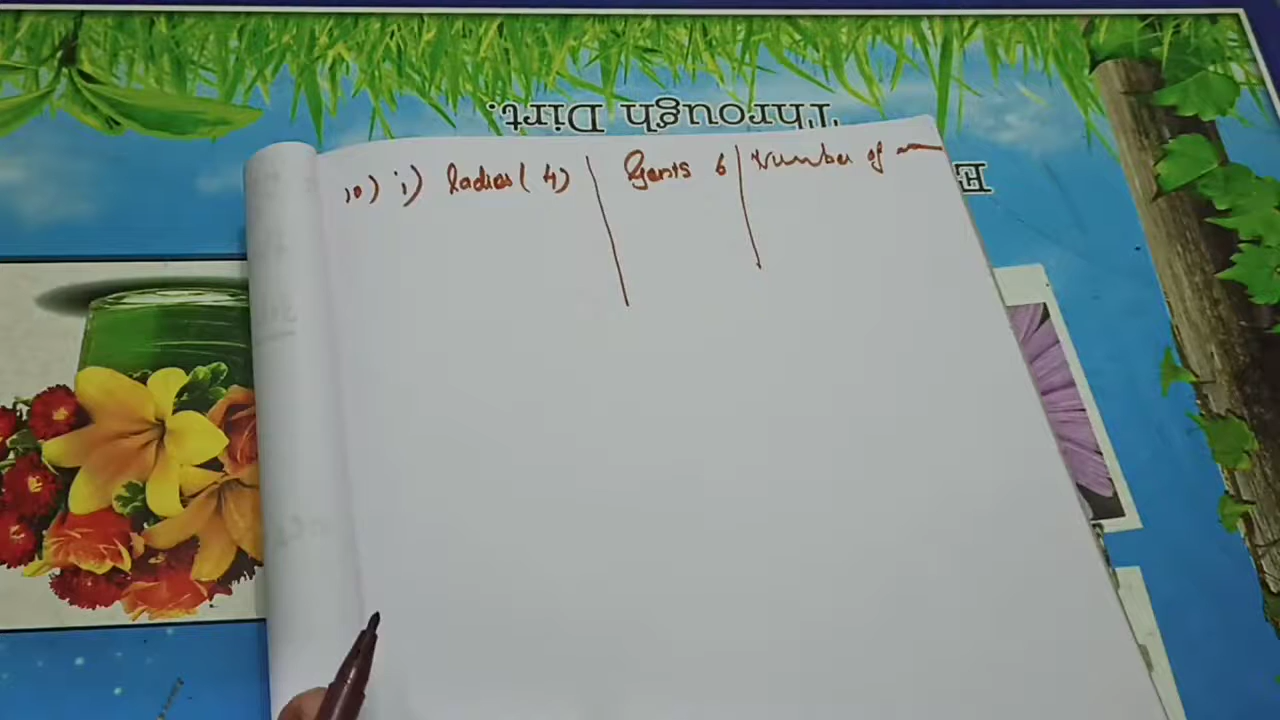 Through Dirt.
E
10) i) Ladies (4) Gents 6 Number of